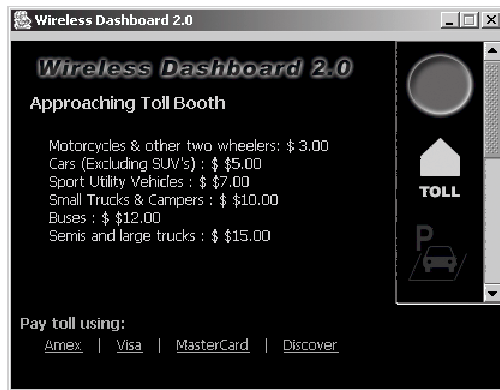 Wireless Dashboard 2.0
Wireless Dashboard 2.0
Approaching Toll Booth
Motorcycles & other two wheelers: $ 3.00
Cars (Excluding SUV's) : $ $5.00
Sport Utility Vehicles : $ $7.00
Small Trucks & Campers : $ $10.00
Buses : $ $12.00
Semis and large trucks : $ $15.00
TOLL
P
Pay toll using:
Amex | Visa | MasterCard | Discover